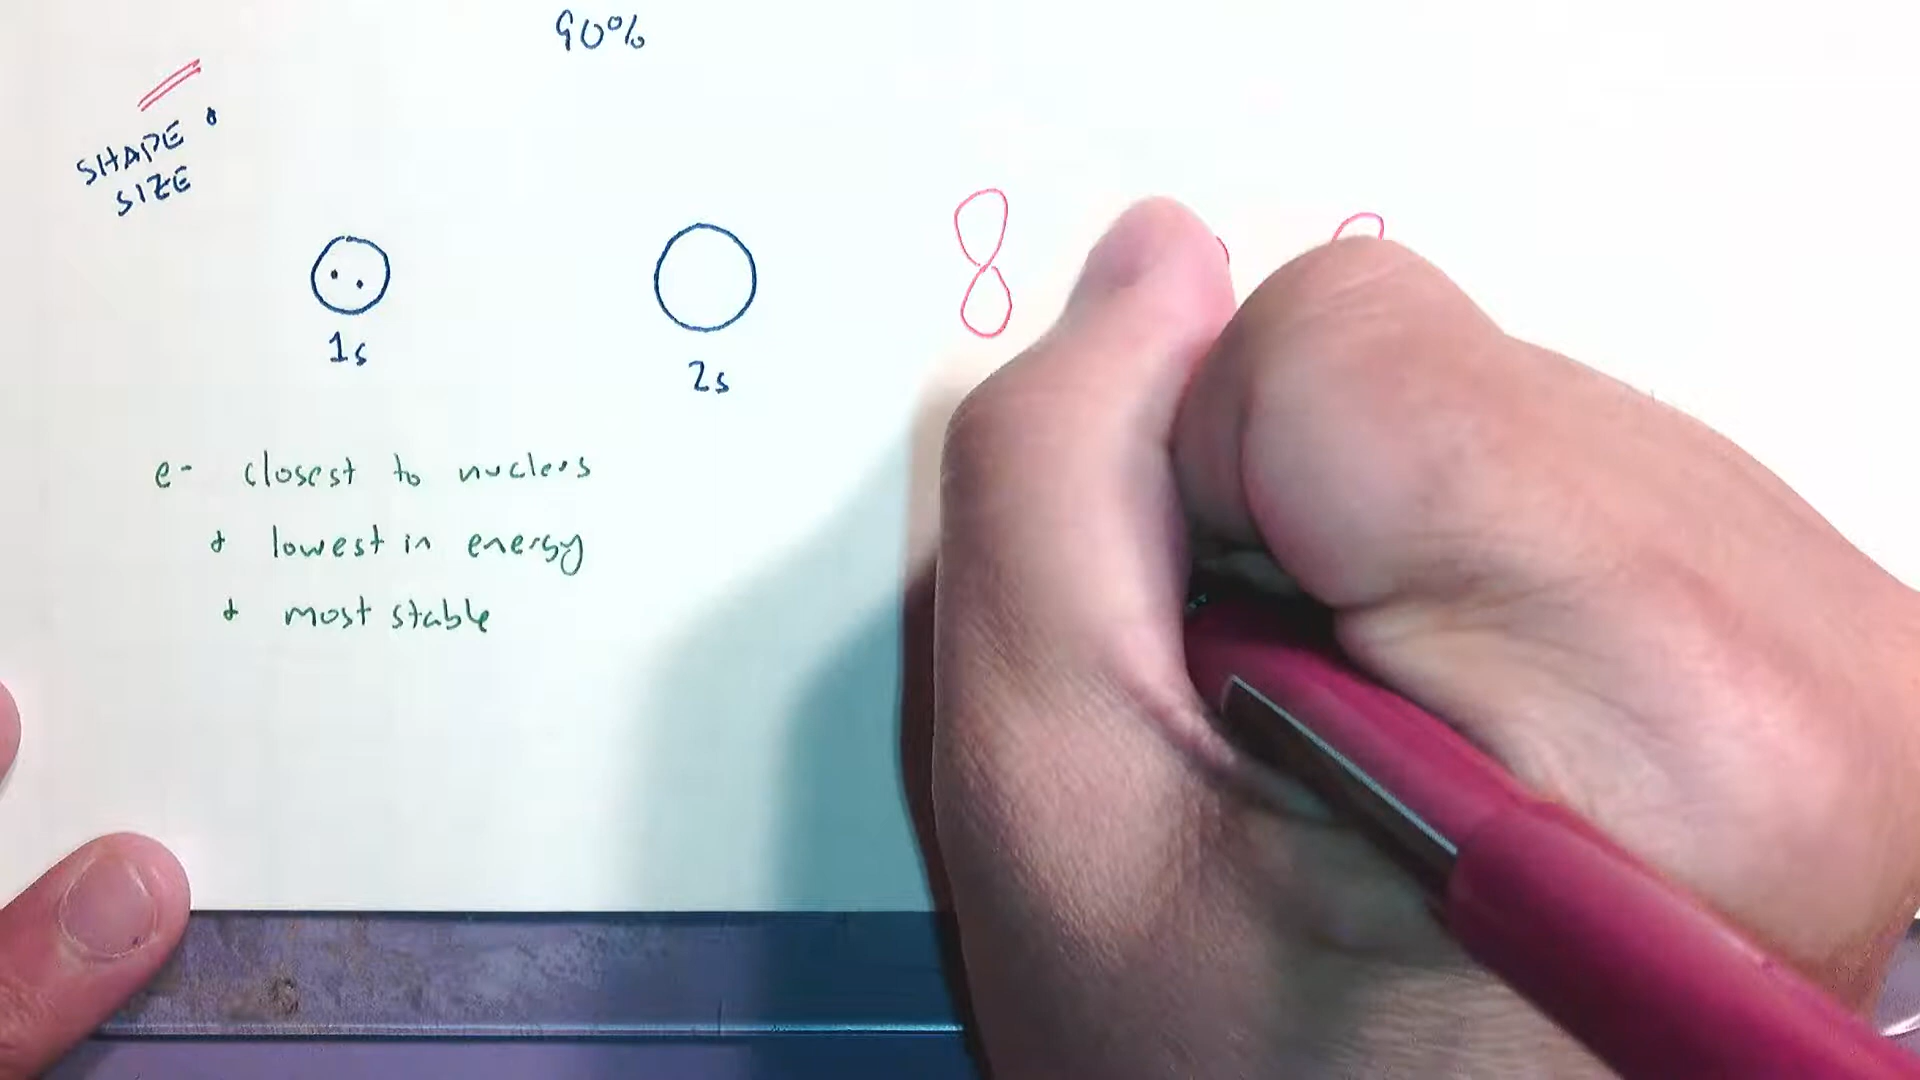 90%
SHAPE
SIZE
1s
2s
e- closest to nucleus
+ lowest in energy
+ most stable